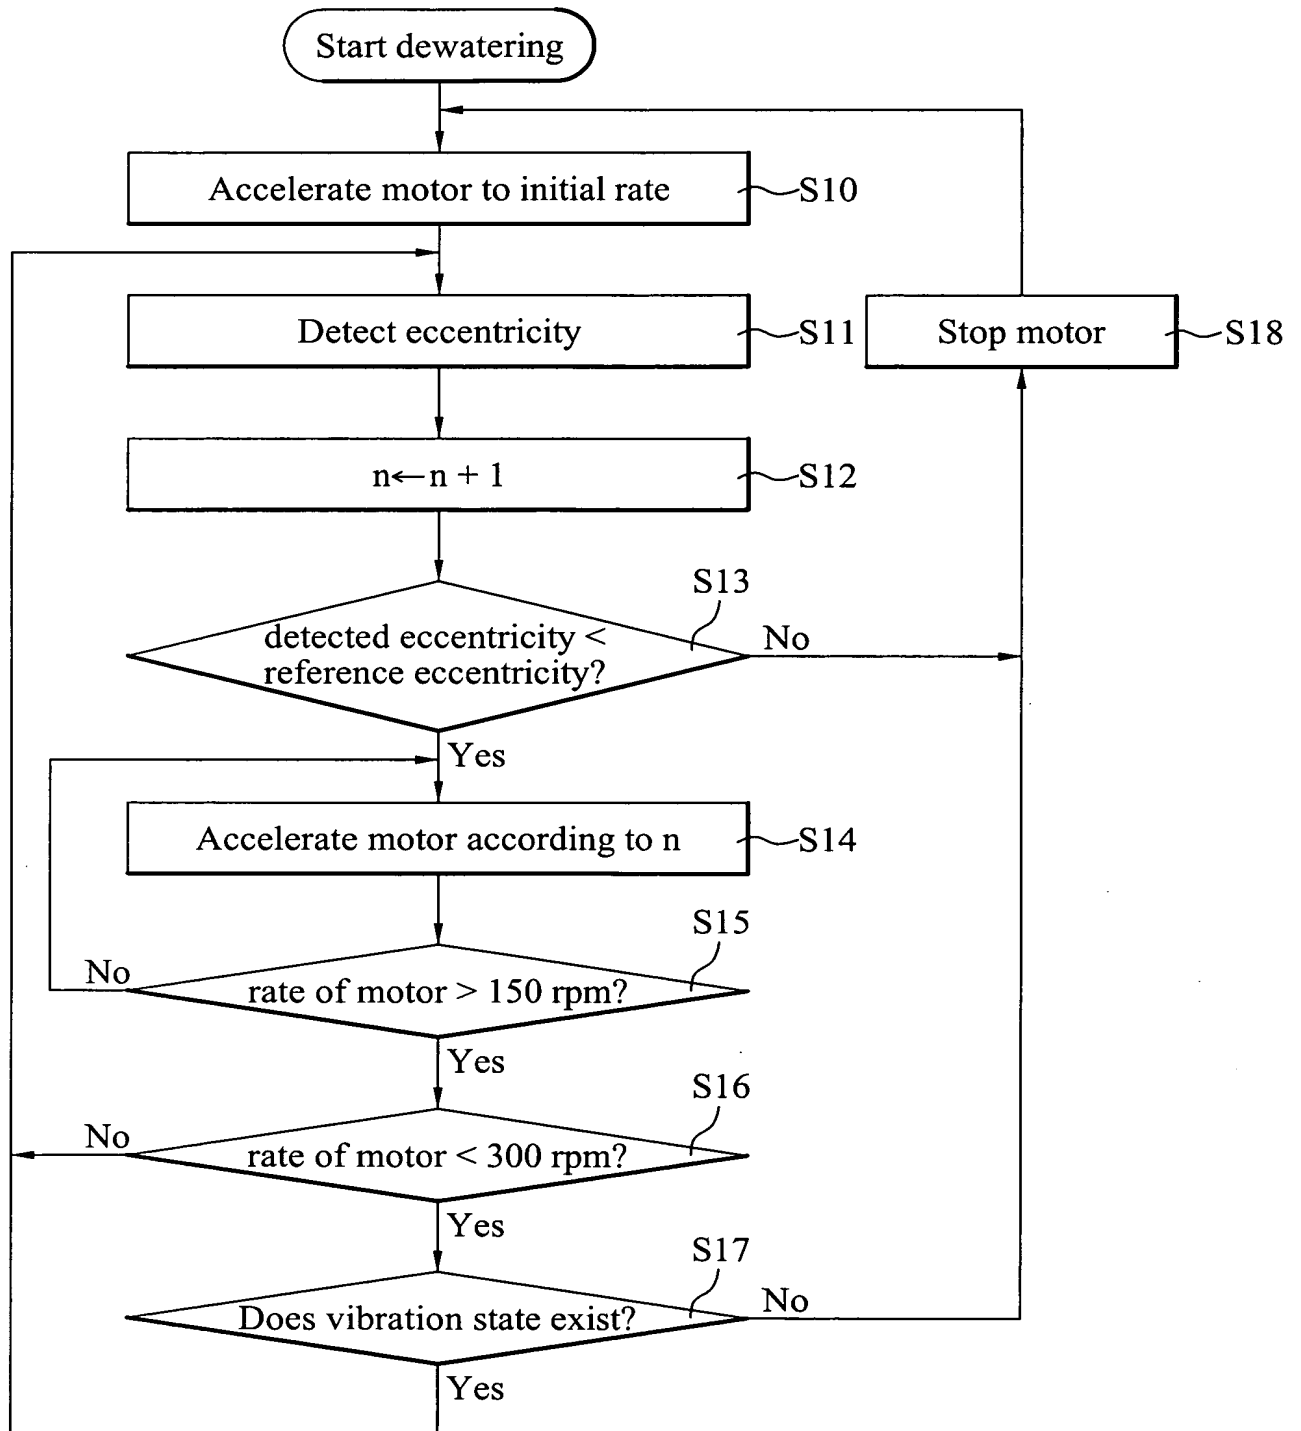 Start dewatering
Accelerate motor to initial rate
S10
Detect eccentricity
S11
Stop motor
S18
n←n + 1
S12
S13
detected eccentricity <
reference eccentricity?
No
Yes
Accelerate motor according to n
S14
S15
No
rate of motor > 150 rpm?
Yes
S16
No
rate of motor < 300 rpm?
Yes
S17
Does vibration state exist?
No
Yes